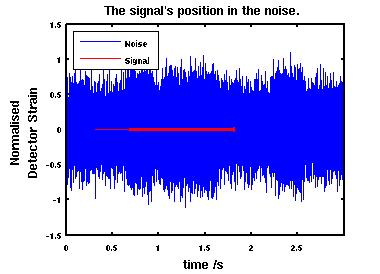 The signal's position in the noise.
1.5
Noise
Signal
1
0.5
0
-0.5
-1
-1.5
Normalised
Detector Strain
0 0.5 1 1.5 2 2.5
time /s